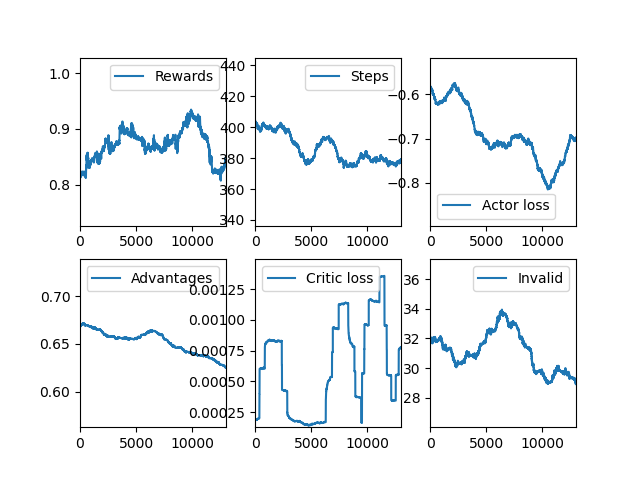 Rewards
1.0
0.9
0.8
0 5000 10000
Steps
440
420
400
380
360
340
0 5000 10000
Actor loss
−0.6
−0.7
−0.8
0 5000 10000
Advantages
0.70
0.65
0.60
0 5000 10000
Critic loss
0.00125
0.00100
0.00075
0.00050
0.00025
0 5000 10000
Invalid
36
34
32
30
28
0 5000 10000